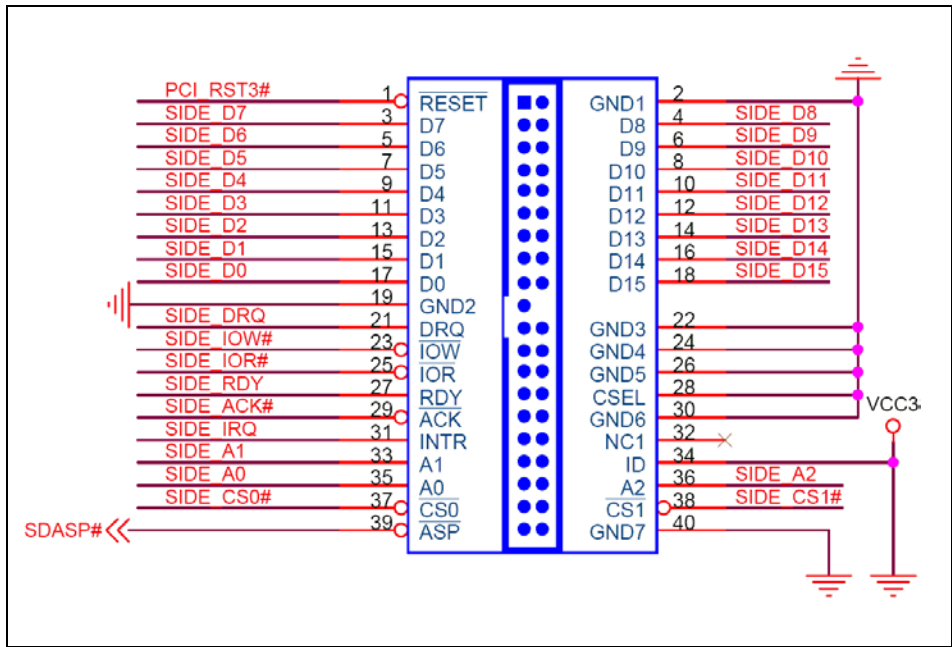 PCI_RST3# 1 RESET GND1 2
SIDE_D7 3 D7 D8 4 SIDE_D8
SIDE_D6 5 D6 D9 6 SIDE_D9
SIDE_D5 7 D5 D10 8 SIDE_D10
SIDE_D4 9 D4 D11 10 SIDE_D11
SIDE_D3 11 D3 D12 12 SIDE_D12
SIDE_D2 13 D2 D13 14 SIDE_D13
SIDE_D1 15 D1 D14 16 SIDE_D14
SIDE_D0 17 D0 D15 18 SIDE_D15
19 GND2
SIDE_DRQ 21 DRQ GND3 22
SIDE_IOW# 23 IOW GND4 24
SIDE_IOR# 25 IOR GND5 26
SIDE_RDY 27 RDY CSEL 28
SIDE_ACK# 29 ACK GND6 30 VCC3
SIDE_IRQ 31 INTR NC1 32
SIDE_A1 33 A1 ID 34
SIDE_A0 35 A0 A2 36 SIDE_A2
SIDE_CS0# 37 CS0 CS1 38 SIDE_CS1#
SDASP# 39 ASP GND7 40